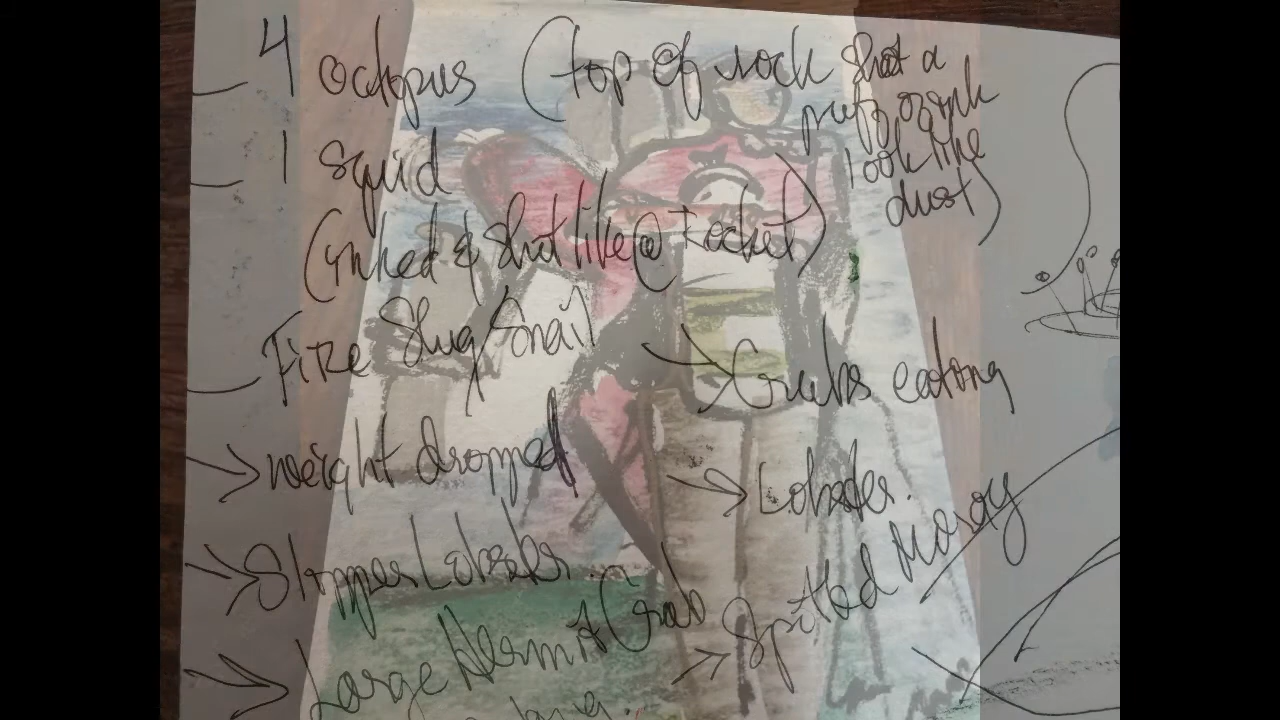 4 octopus (top of rock shot a
puff of ink
look like
dust)
1 squid
(inked & shot like a rocket)
Fire Slug Snail
→ Grubs eating
→ weight dropped
→ Lobster.
→ Slipper Lobster
→ Spotted Moray
→ Large Hermit Crab